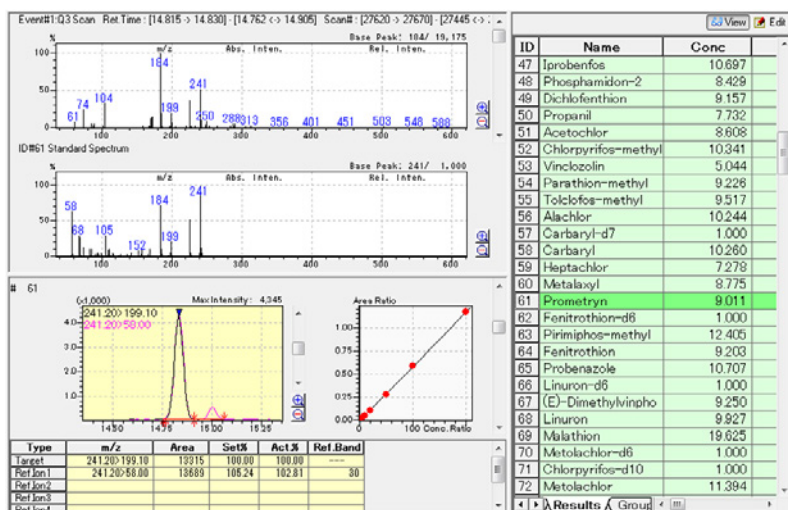 Event#1:Q3 Scan Ret.Time : [14.815 -> 14.830] - [14.762 <-> 14.905] Scan# : [27620 -> 27670] - [27445 <->
% Base Peak: 104/ 19,175
m/z Abs. Inten. Rel. Inten.
100
50
0
61 74 104 184 199 241 250 288 313 356 401 451 503 548 588
100 200 300 400 500 600
ID#61 Standard Spectrum
% Base Peak: 241/ 1,000
m/z Abs. Inten. Rel. Inten.
100
50
0
58 68 105 152 184 199 241
100 200 300 400 500 600
# 61
(x1,000) Max Intensity : 4,345
241.20>199.10
241.20>58.00
4.0
3.0
2.0
1.0
14.75 15.00 15.25
Area Ratio
1.00
0.75
0.50
0.25
0.00
0 100 Conc. Ratio
Type m/z Area Set% Act.% Ref.Band
Target 241.20>199.10 13315 100.00 100.00 ---
Ref.Ion1 241.20>58.00 13689 105.24 102.81 30
Ref.Ion2
Ref.Ion3
Ref.Ion4
View Edit
ID Name Conc
47 Iprobenfos 10.697
48 Phosphamidon-2 8.429
49 Dichlofenthion 9.157
50 Propanil 7.732
51 Acetochlor 8.608
52 Chlorpyrifos-methyl 10.341
53 Vinclozolin 5.044
54 Parathion-methyl 9.226
55 Tolclofos-methyl 9.517
56 Alachlor 10.244
57 Carbaryl-d7 1.000
58 Carbaryl 10.260
59 Heptachlor 7.278
60 Metalaxyl 8.775
61 Prometryn 9.011
62 Fenitrothion-d6 1.000
63 Pirimiphos-methyl 12.405
64 Fenitrothion 9.203
65 Probenazole 10.707
66 Linuron-d6 1.000
67 (E)-Dimethylvinpho 9.250
68 Linuron 9.927
69 Malathion 19.625
70 Metolachlor-d6 1.000
71 Chlorpyrifos-d10 1.000
72 Metolachlor 11.394
Results Group